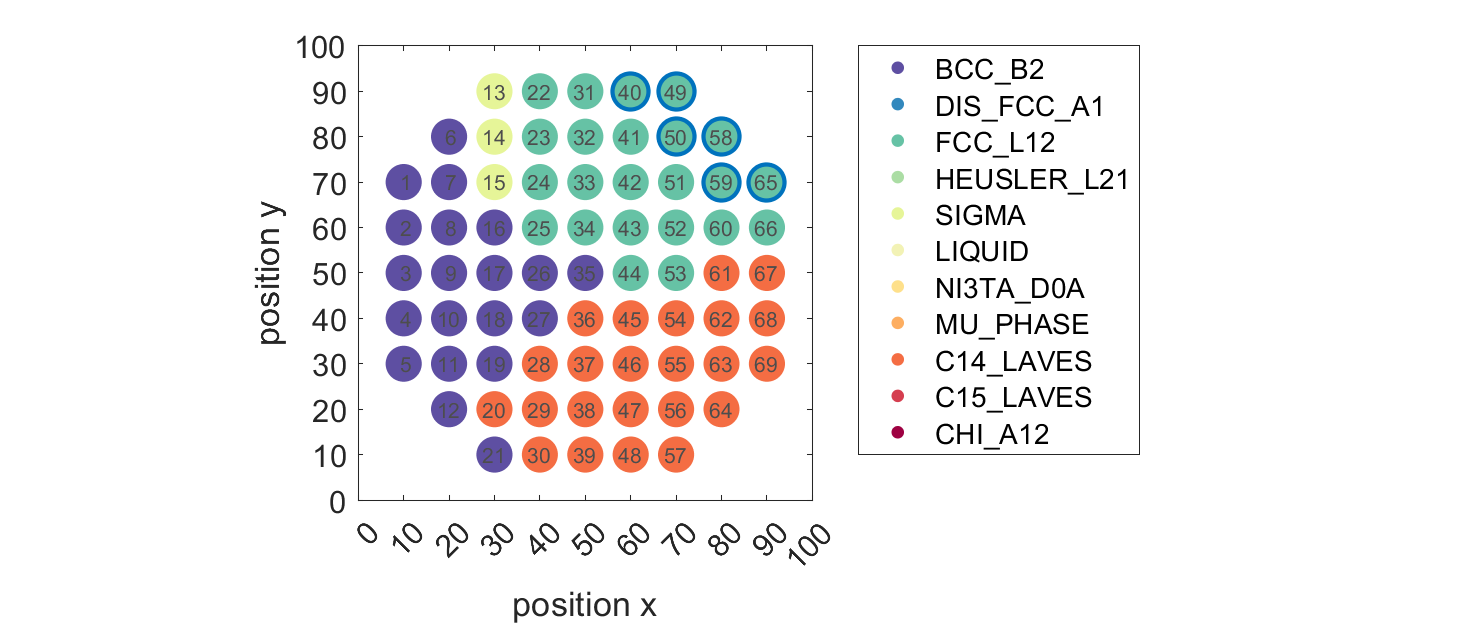 100
90
80
70
60
50
40
30
20
10
0
13 22 31 40 49
6 14 23 32 41 50 58
1 7 15 24 33 42 51 59 65
2 8 16 25 34 43 52 60 66
3 9 17 26 35 44 53 61 67
4 10 18 27 36 45 54 62 68
5 11 19 28 37 46 55 63 69
12 20 29 38 47 56 64
21 30 39 48 57
0 10 20 30 40 50 60 70 80 90 100
position x
position y
BCC_B2
DIS_FCC_A1
FCC_L12
HEUSLER_L21
SIGMA
LIQUID
NI3TA_D0A
MU_PHASE
C14_LAVES
C15_LAVES
CHI_A12